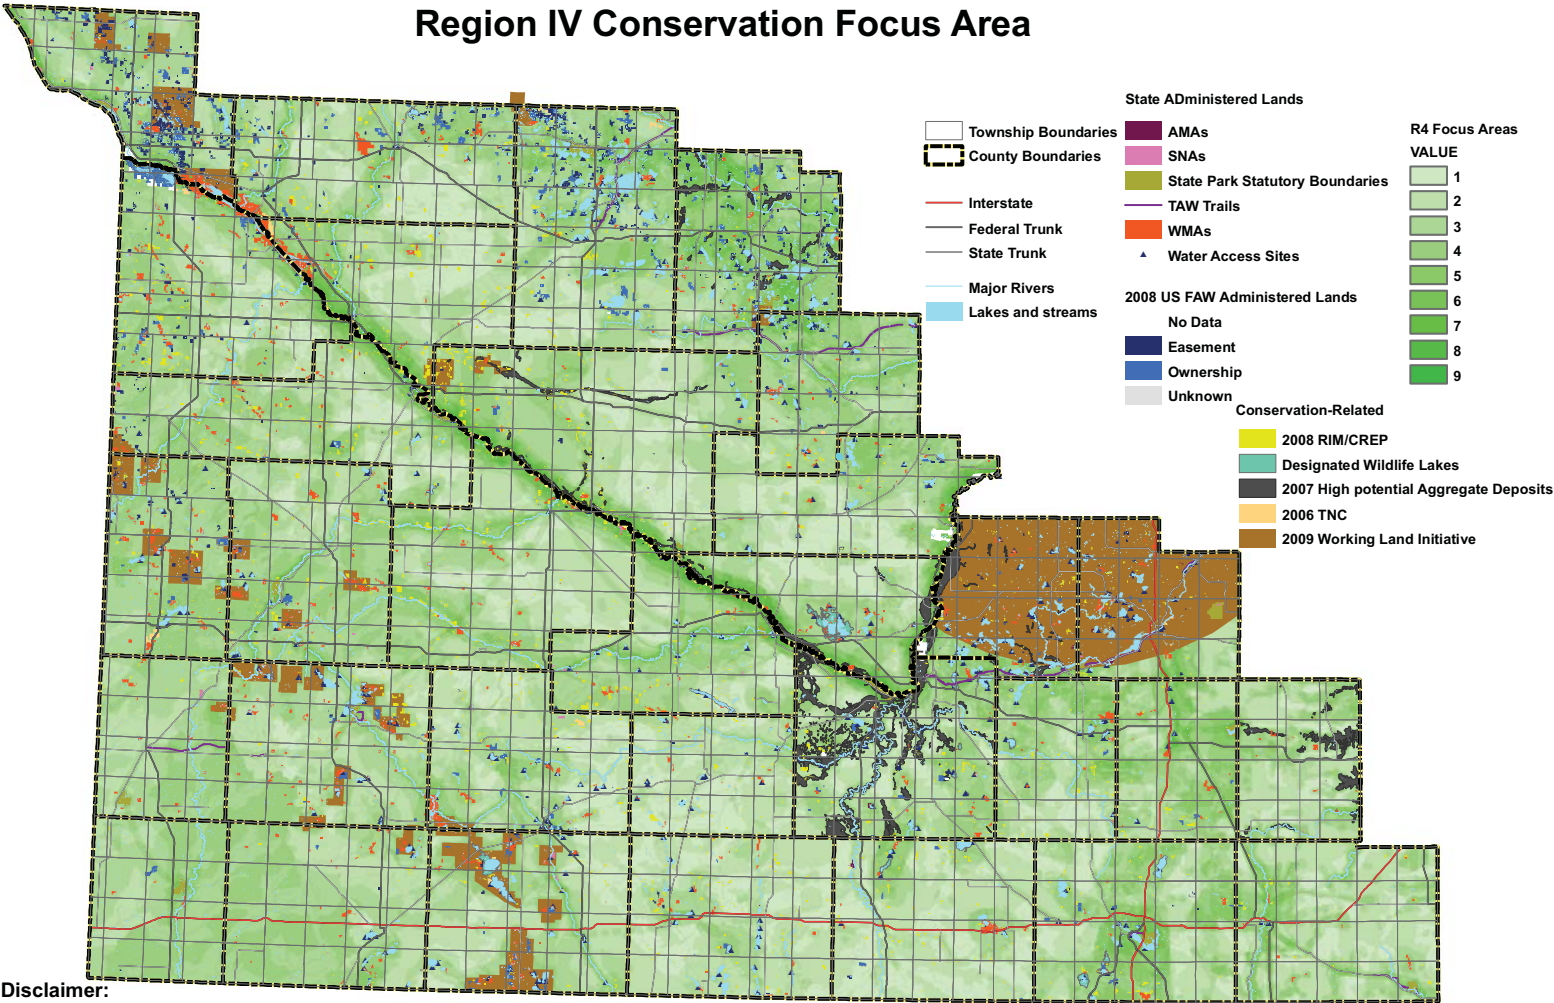 Region IV Conservation Focus Area
Township Boundaries
County Boundaries
Interstate
Federal Trunk
State Trunk
Major Rivers
Lakes and streams
State ADministered Lands
AMAs
SNAs
State Park Statutory Boundaries
TAW Trails
WMAs
Water Access Sites
2008 US FAW Administered Lands
No Data
Easement
Ownership
Unknown
R4 Focus Areas
VALUE
1
2
3
4
5
6
7
8
9
Conservation-Related
2008 RIM/CREP
Designated Wildlife Lakes
2007 High potential Aggregate Deposits
2006 TNC
2009 Working Land Initiative
Disclaimer: